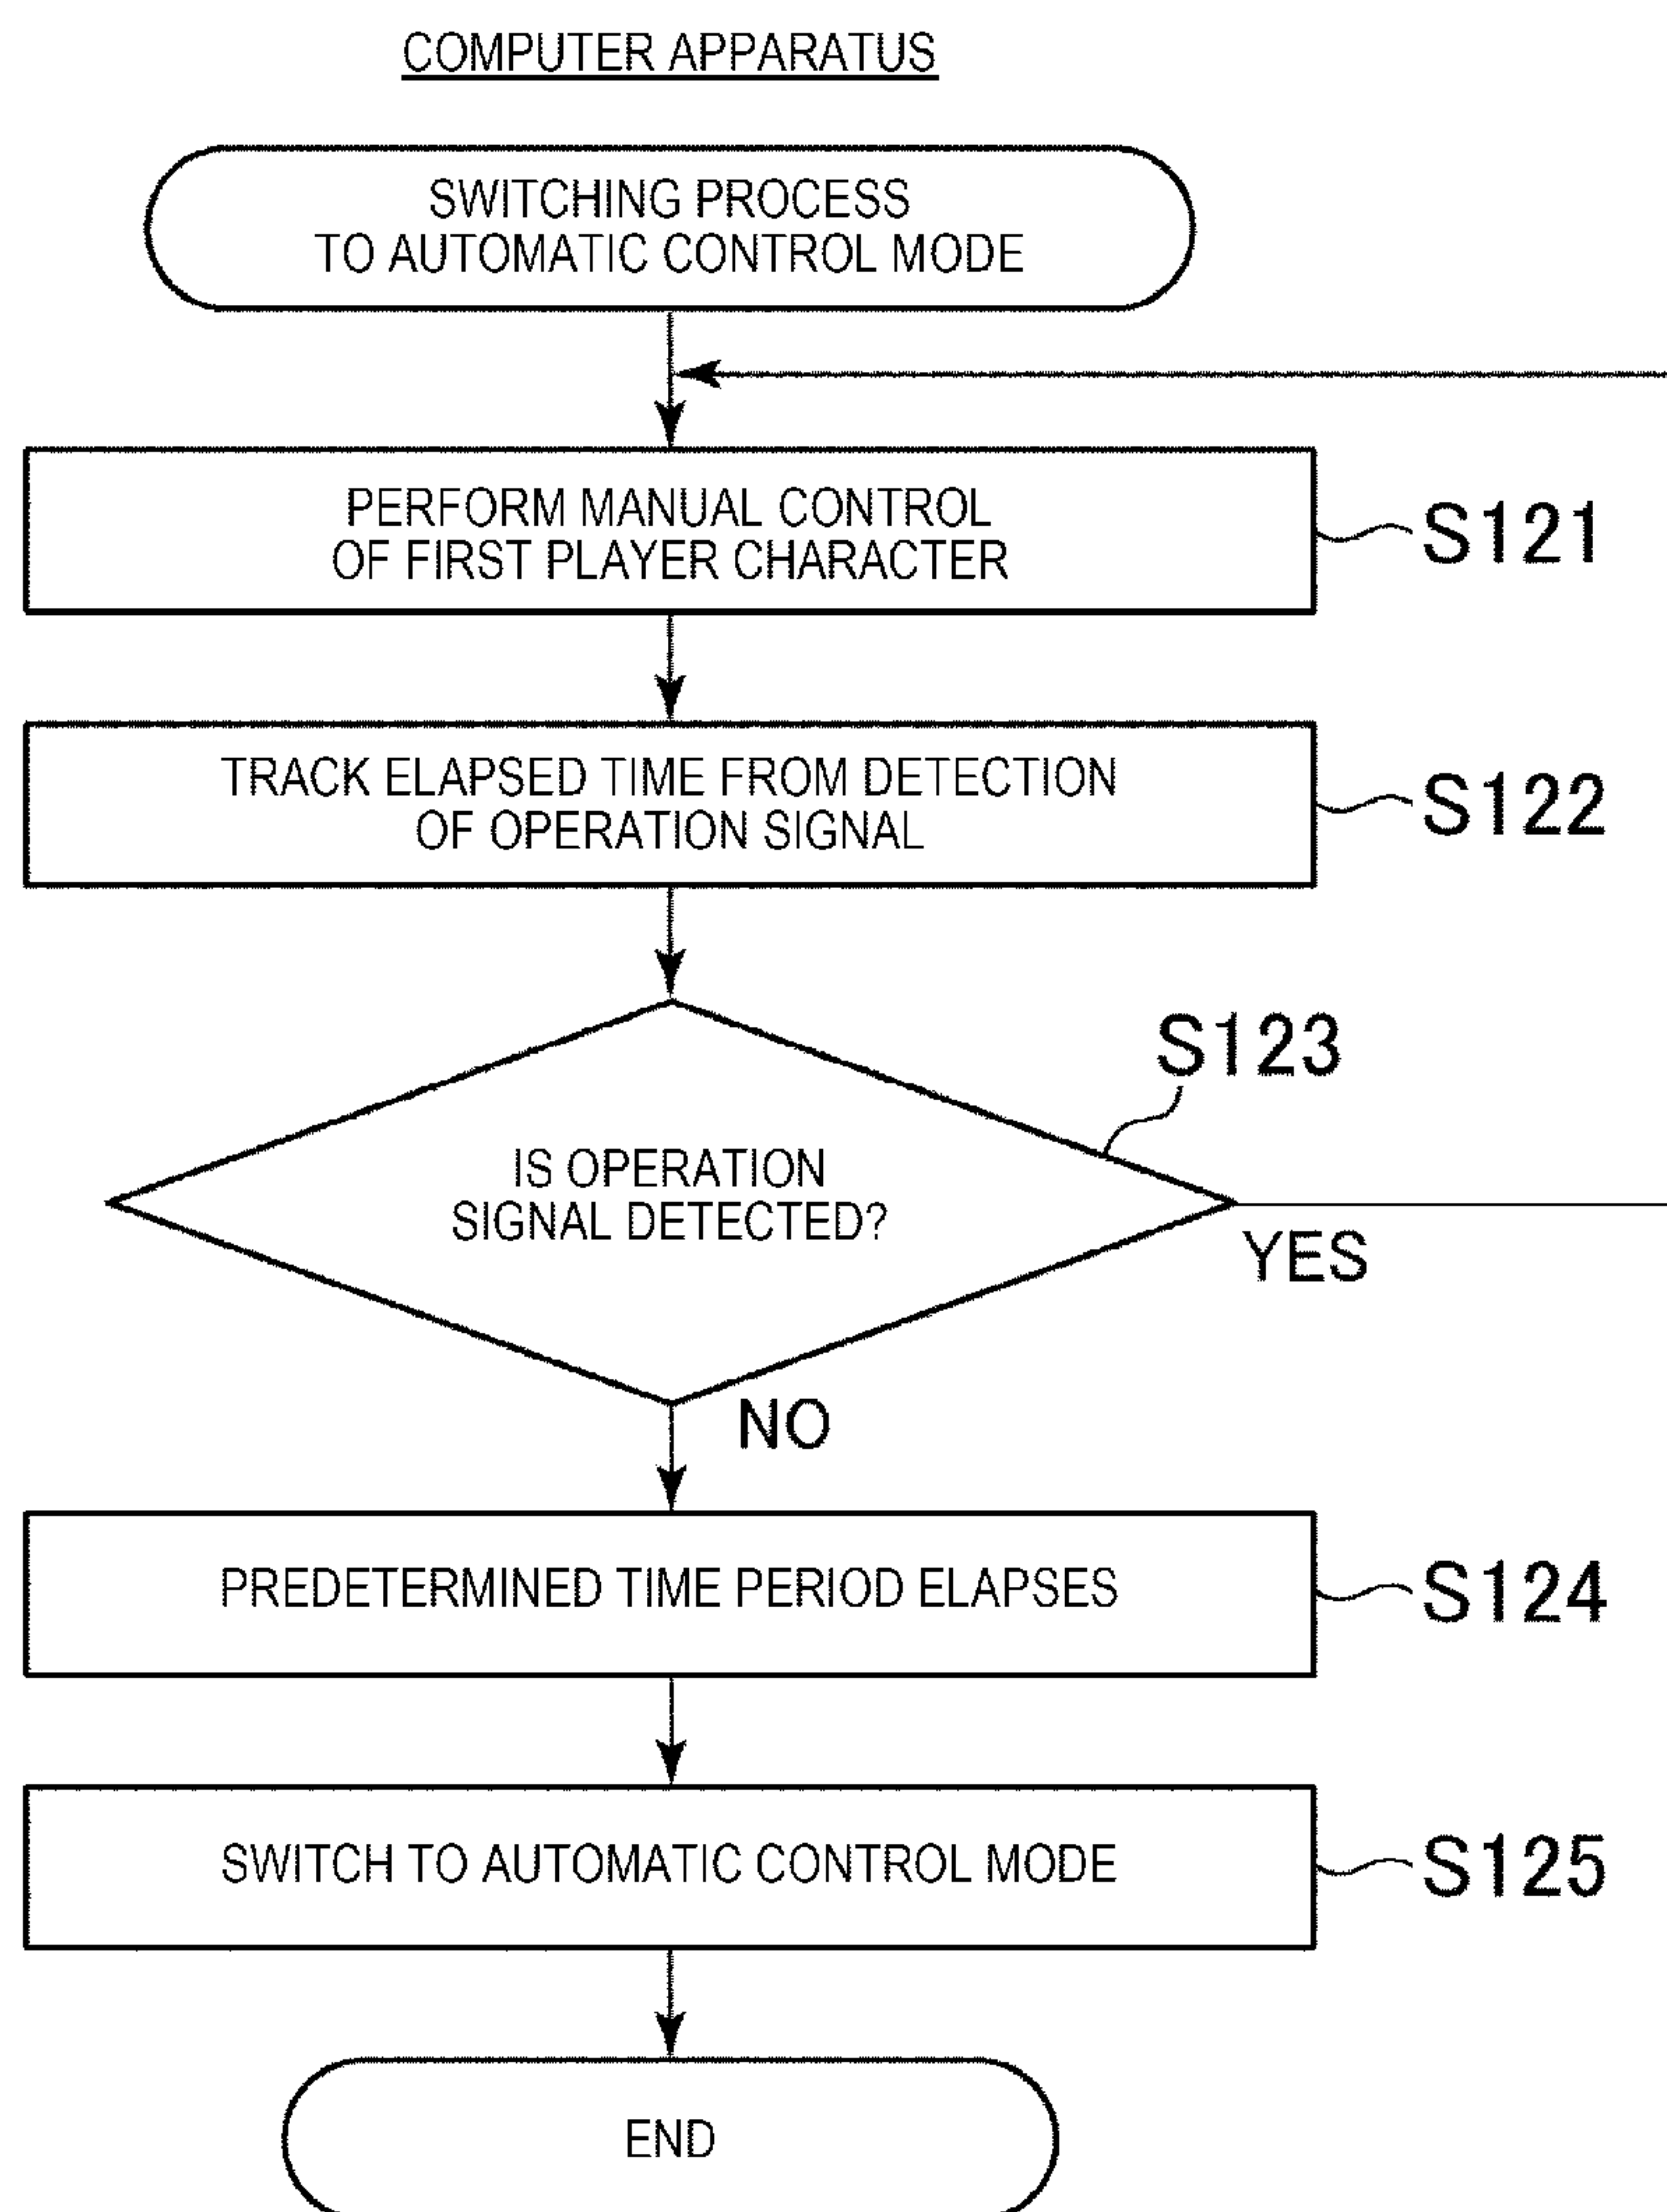 COMPUTER APPARATUS
SWITCHING PROCESS
TO AUTOMATIC CONTROL MODE
PERFORM MANUAL CONTROL
OF FIRST PLAYER CHARACTER
S121
TRACK ELAPSED TIME FROM DETECTION
OF OPERATION SIGNAL
S122
S123
IS OPERATION
SIGNAL DETECTED?
YES
NO
PREDETERMINED TIME PERIOD ELAPSES
S124
SWITCH TO AUTOMATIC CONTROL MODE
S125
END